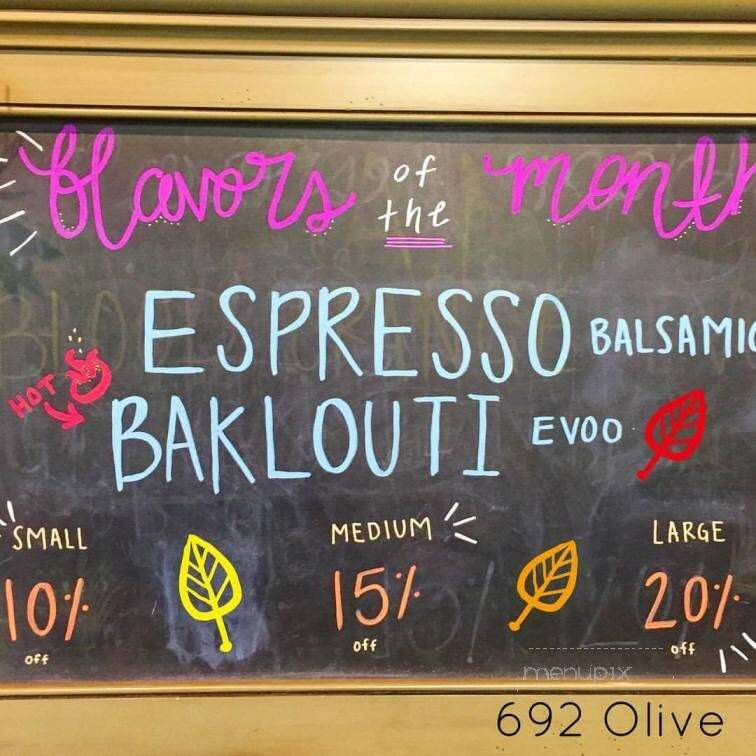 flavors of the month
ESPRESSO BALSAMIC
HOT
BAKLOUTI EVOO
SMALL MEDIUM LARGE
10% 15% 20%
off off off
menupix
692 Olive